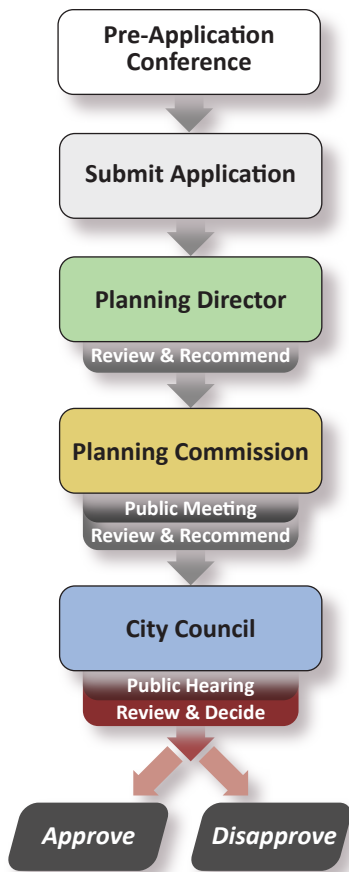 Pre-Application
Conference
Submit Application
Planning Director
Review & Recommend
Planning Commission
Public Meeting
Review & Recommend
City Council
Public Hearing
Review & Decide
Approve
Disapprove